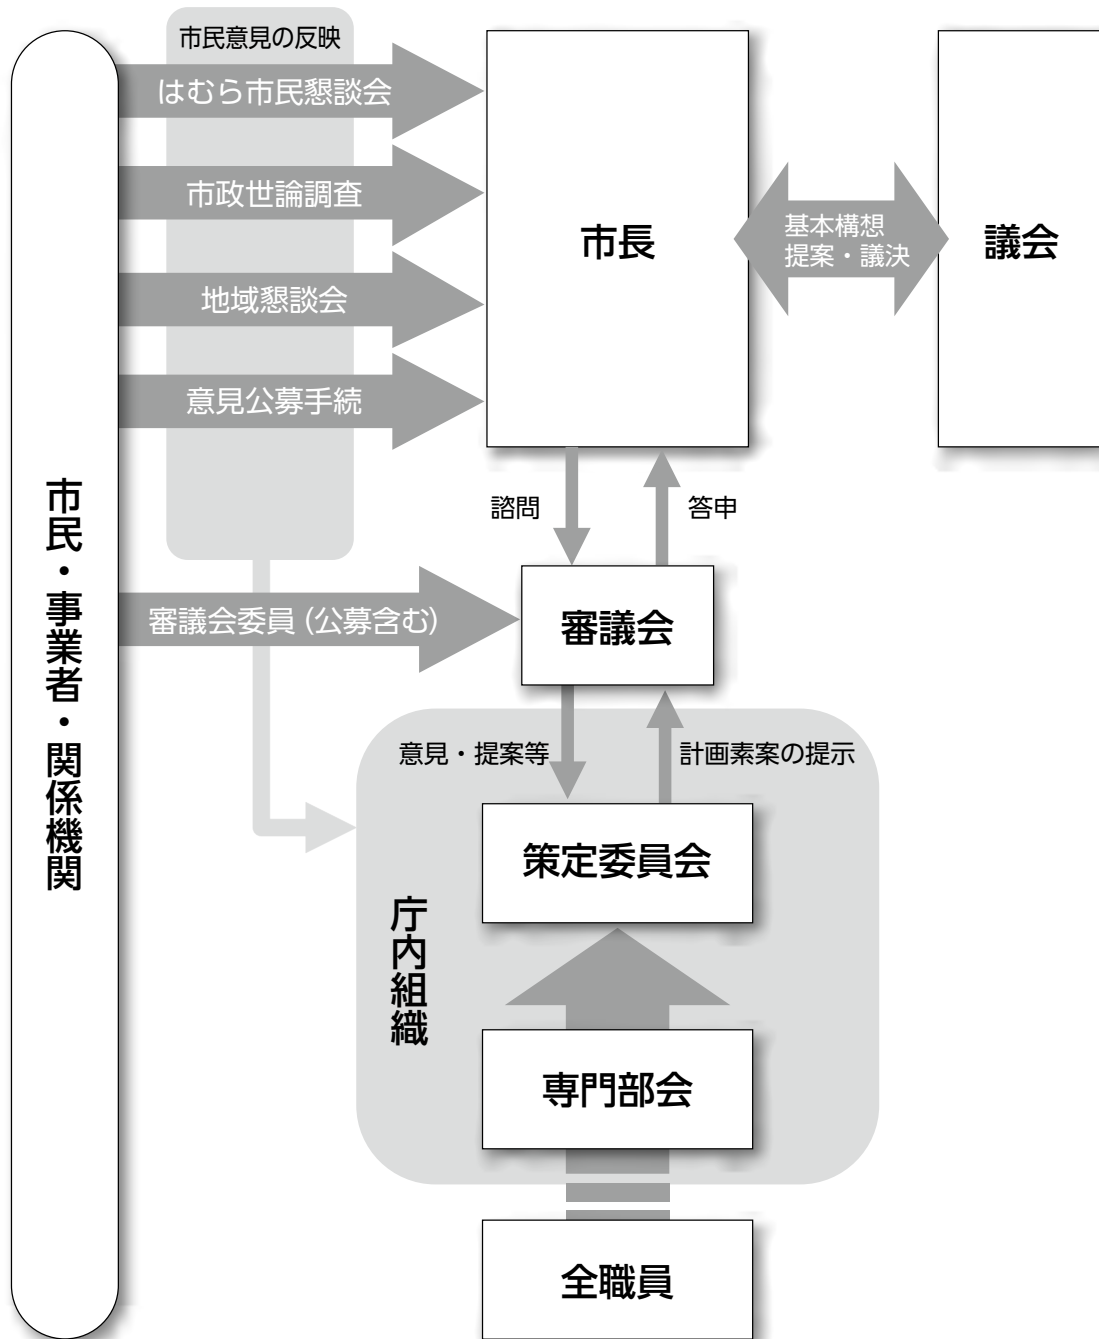 市民意見の反映
はむら市民懇談会
市政世論調査
地域懇談会
意見公募手続
市民・事業者・関係機関
市長
基本構想
提案・議決
議会
諮問
答申
審議会委員（公募含む）
審議会
意見・提案等
計画素案の提示
策定委員会
庁内組織
専門部会
全職員